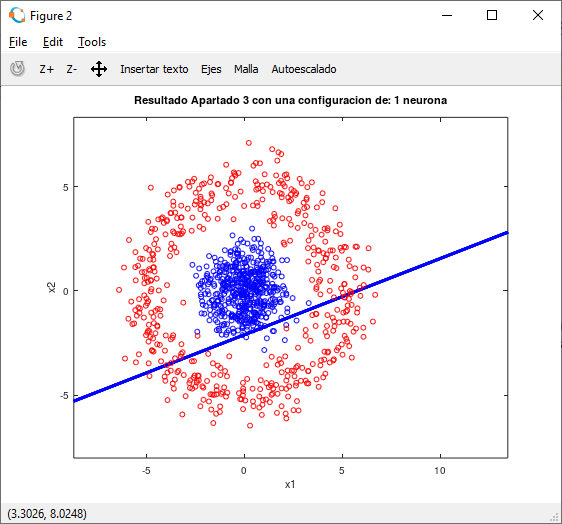 Figure 2
File Edit Tools
Z+ Z- Insertar texto Ejes Malla Autoescalado
Resultado Apartado 3 con una configuracion de: 1 neurona
5
0
-5
x2
-5 0 5 10
x1
(3.3026, 8.0248)